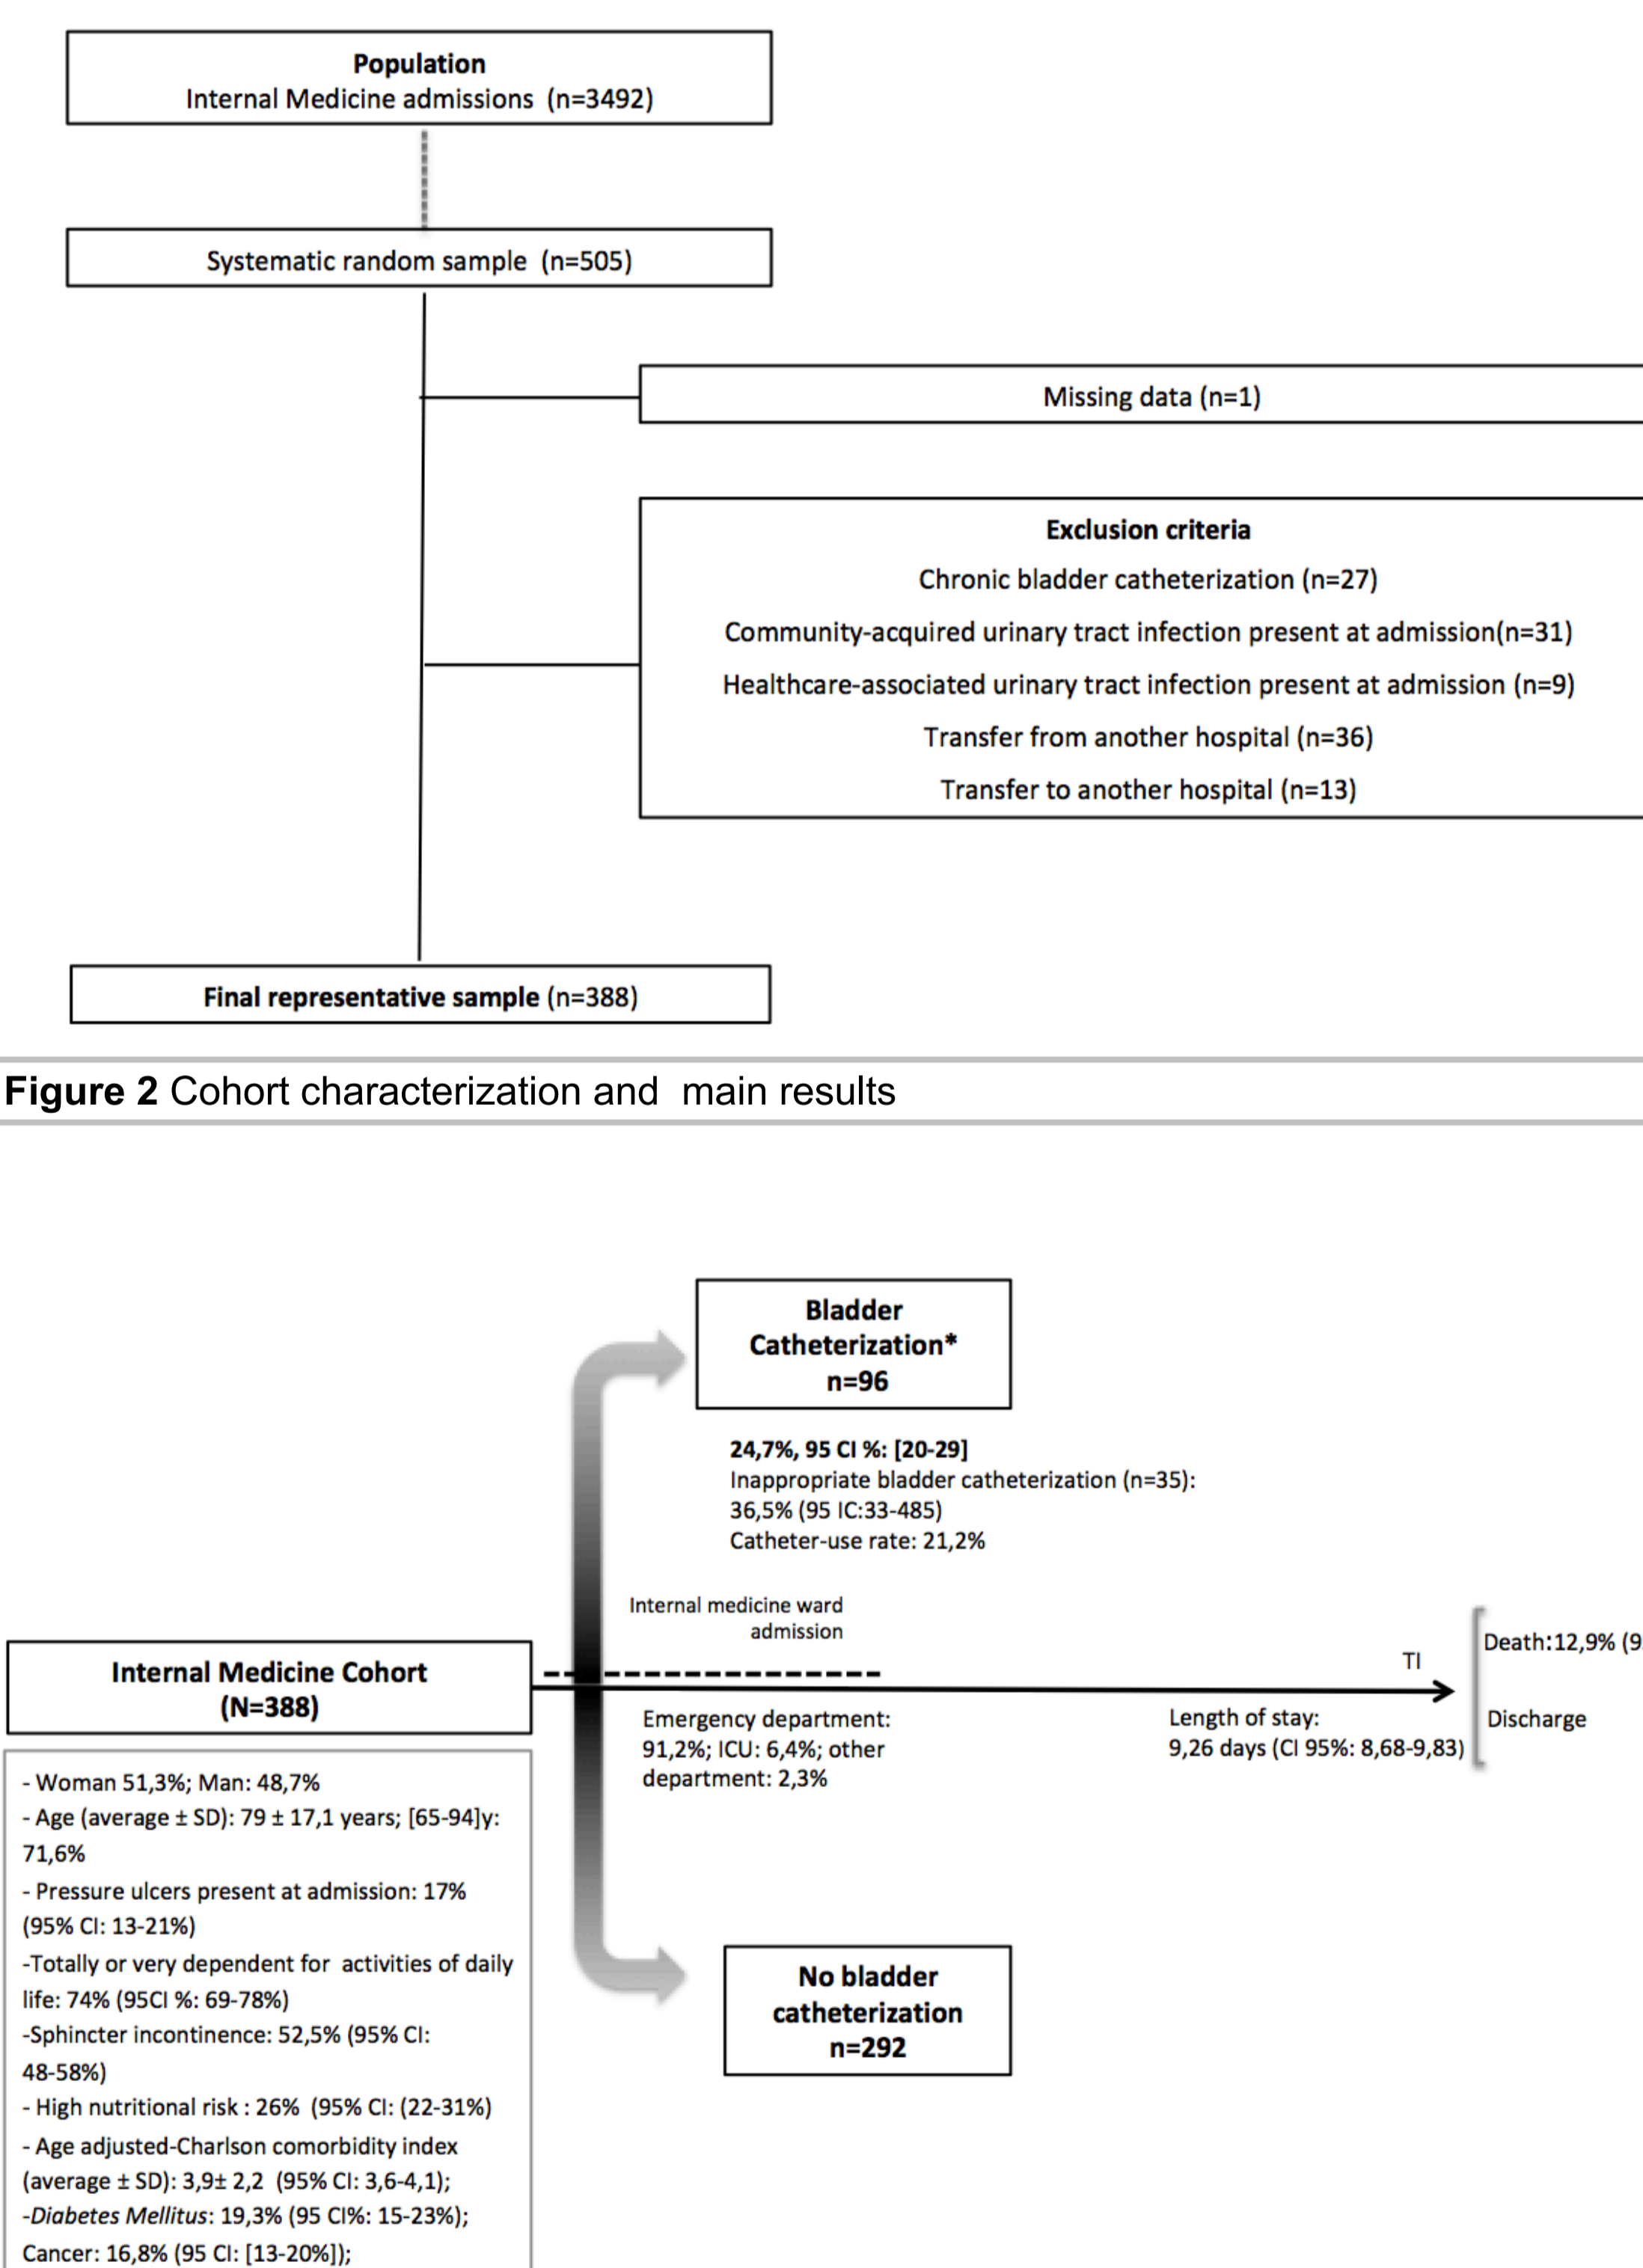 Population
Internal Medicine admissions (n=3492)
Systematic random sample (n=505)
Missing data (n=1)
Exclusion criteria
Chronic bladder catheterization (n=27)
Community-acquired urinary tract infection present at admission(n=31)
Healthcare-associated urinary tract infection present at admission (n=9)
Transfer from another hospital (n=36)
Transfer to another hospital (n=13)
Final representative sample (n=388)
Figure 2 Cohort characterization and main results
Bladder
Catheterization*
n=96
24,7%, 95 CI %: [20-29]
Inappropriate bladder catheterization (n=35):
36,5% (95 IC:33-485)
Catheter-use rate: 21,2%
Internal medicine ward
admission
Internal Medicine Cohort
(N=388)
TI
Death:12,9% (9
Emergency department:
91,2%; ICU: 6,4%; other
department: 2,3%
Length of stay:
9,26 days (CI 95%: 8,68-9,83)
Discharge
- Woman 51,3%; Man: 48,7%
- Age (average ± SD): 79 ± 17,1 years; [65-94]y:
71,6%
- Pressure ulcers present at admission: 17%
(95% CI: 13-21%)
-Totally or very dependent for activities of daily
life: 74% (95CI %: 69-78%)
-Sphincter incontinence: 52,5% (95% CI:
48-58%)
- High nutritional risk : 26% (95% CI: (22-31%)
- Age adjusted-Charlson comorbidity index
(average ± SD): 3,9± 2,2 (95% CI: 3,6-4,1);
-Diabetes Mellitus: 19,3% (95 CI%: 15-23%);
Cancer: 16,8% (95 CI: [13-20%]);
No bladder
catheterization
n=292